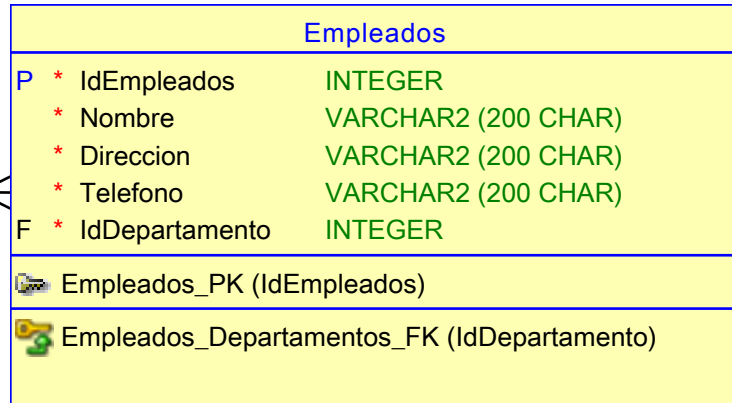 Empleados
P * IdEmpleados INTEGER
* Nombre VARCHAR2 (200 CHAR)
* Direccion VARCHAR2 (200 CHAR)
* Telefono VARCHAR2 (200 CHAR)
F * IdDepartamento INTEGER
Empleados_PK (IdEmpleados)
Empleados_Departamentos_FK (IdDepartamento)